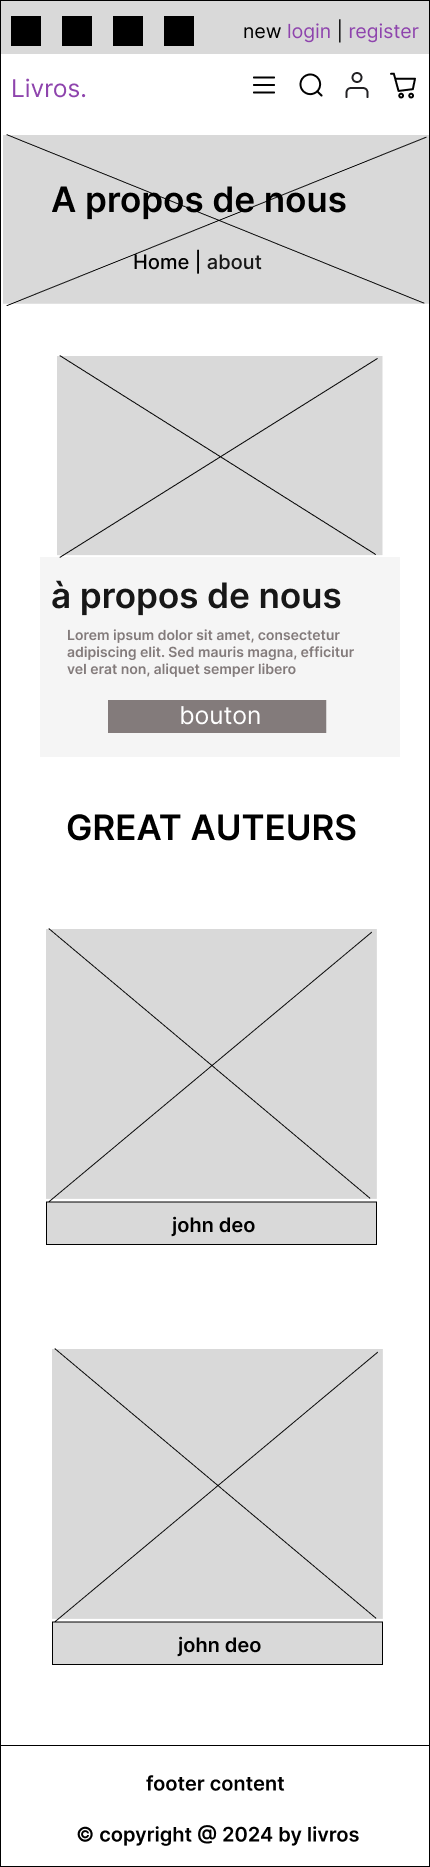 new login | register
Livros.
A propos de nous
Home | about
à propos de nous
Lorem ipsum dolor sit amet, consectetur
adipiscing elit. Sed mauris magna, efficitur
vel erat non, aliquet semper libero
bouton
GREAT AUTEURS
john deo
john deo
footer content
© copyright @ 2024 by livros